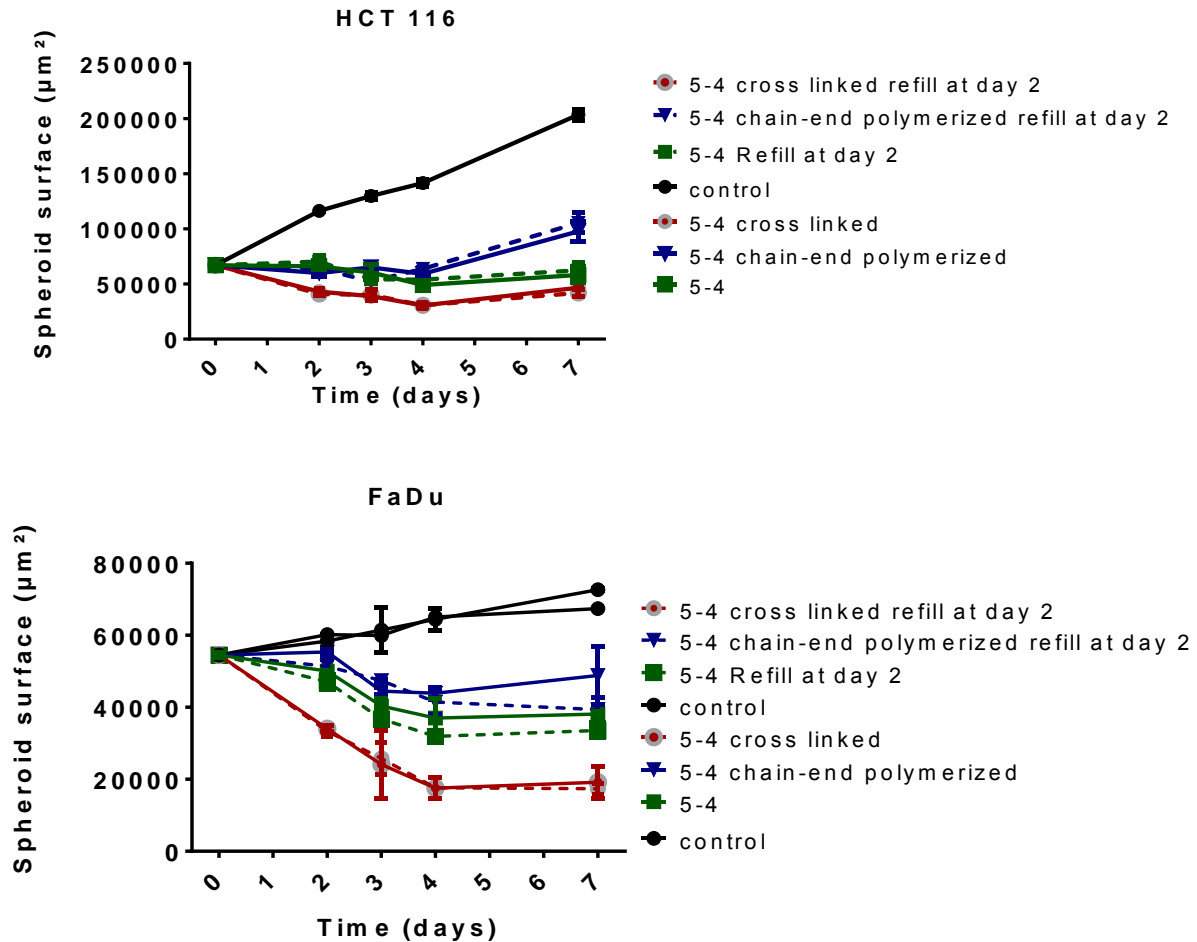 HCT 116
Spheroid surface (µm²)
250000
200000
150000
100000
50000
0
0 1 2 3 4 5 6 7
Time (days)
5-4 cross linked refill at day 2
5-4 chain-end polymerized refill at day 2
5-4 Refill at day 2
control
5-4 cross linked
5-4 chain-end polymerized
5-4
FaDu
Spheroid surface (µm²)
80000
60000
40000
20000
0
0 1 2 3 4 5 6 7
Time (days)
5-4 cross linked refill at day 2
5-4 chain-end polymerized refill at day 2
5-4 Refill at day 2
control
5-4 cross linked
5-4 chain-end polymerized
5-4
control